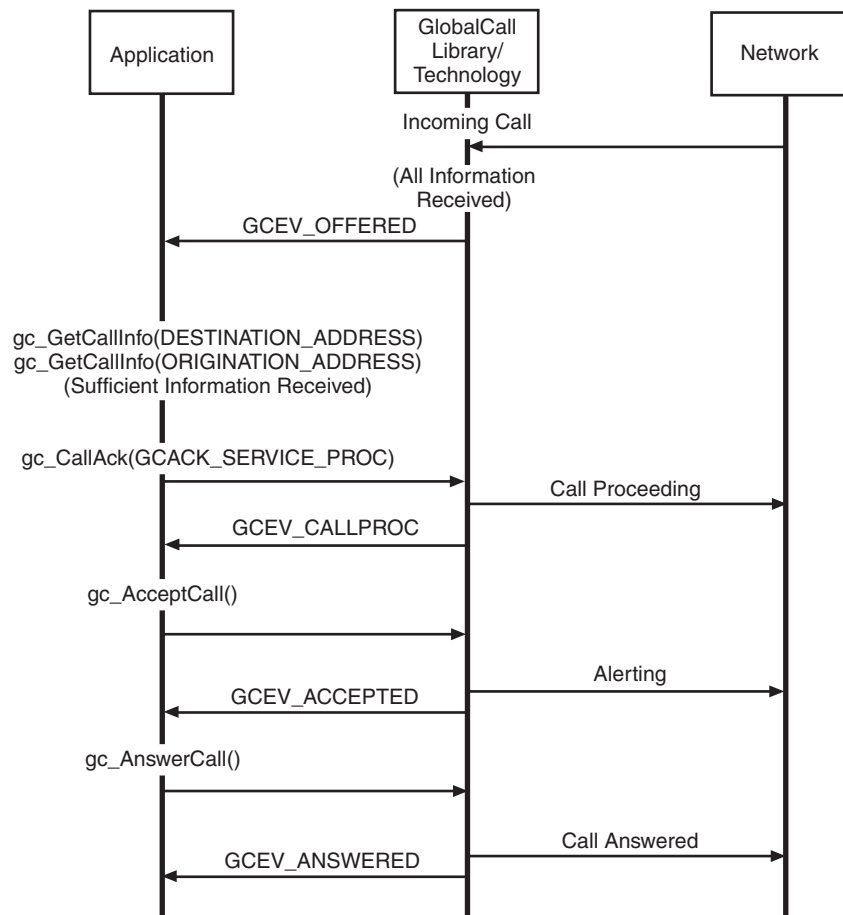 Application
GlobalCall
Library/
Technology
Network
Incoming Call
(All Information
Received)
GCEV_OFFERED
gc_GetCallInfo(DESTINATION_ADDRESS)
gc_GetCallInfo(ORIGINATION_ADDRESS)
(Sufficient Information Received)
gc_CallAck(GCACK_SERVICE_PROC)
Call Proceeding
GCEV_CALLPROC
gc_AcceptCall()
Alerting
GCEV_ACCEPTED
gc_AnswerCall()
Call Answered
GCEV_ANSWERED